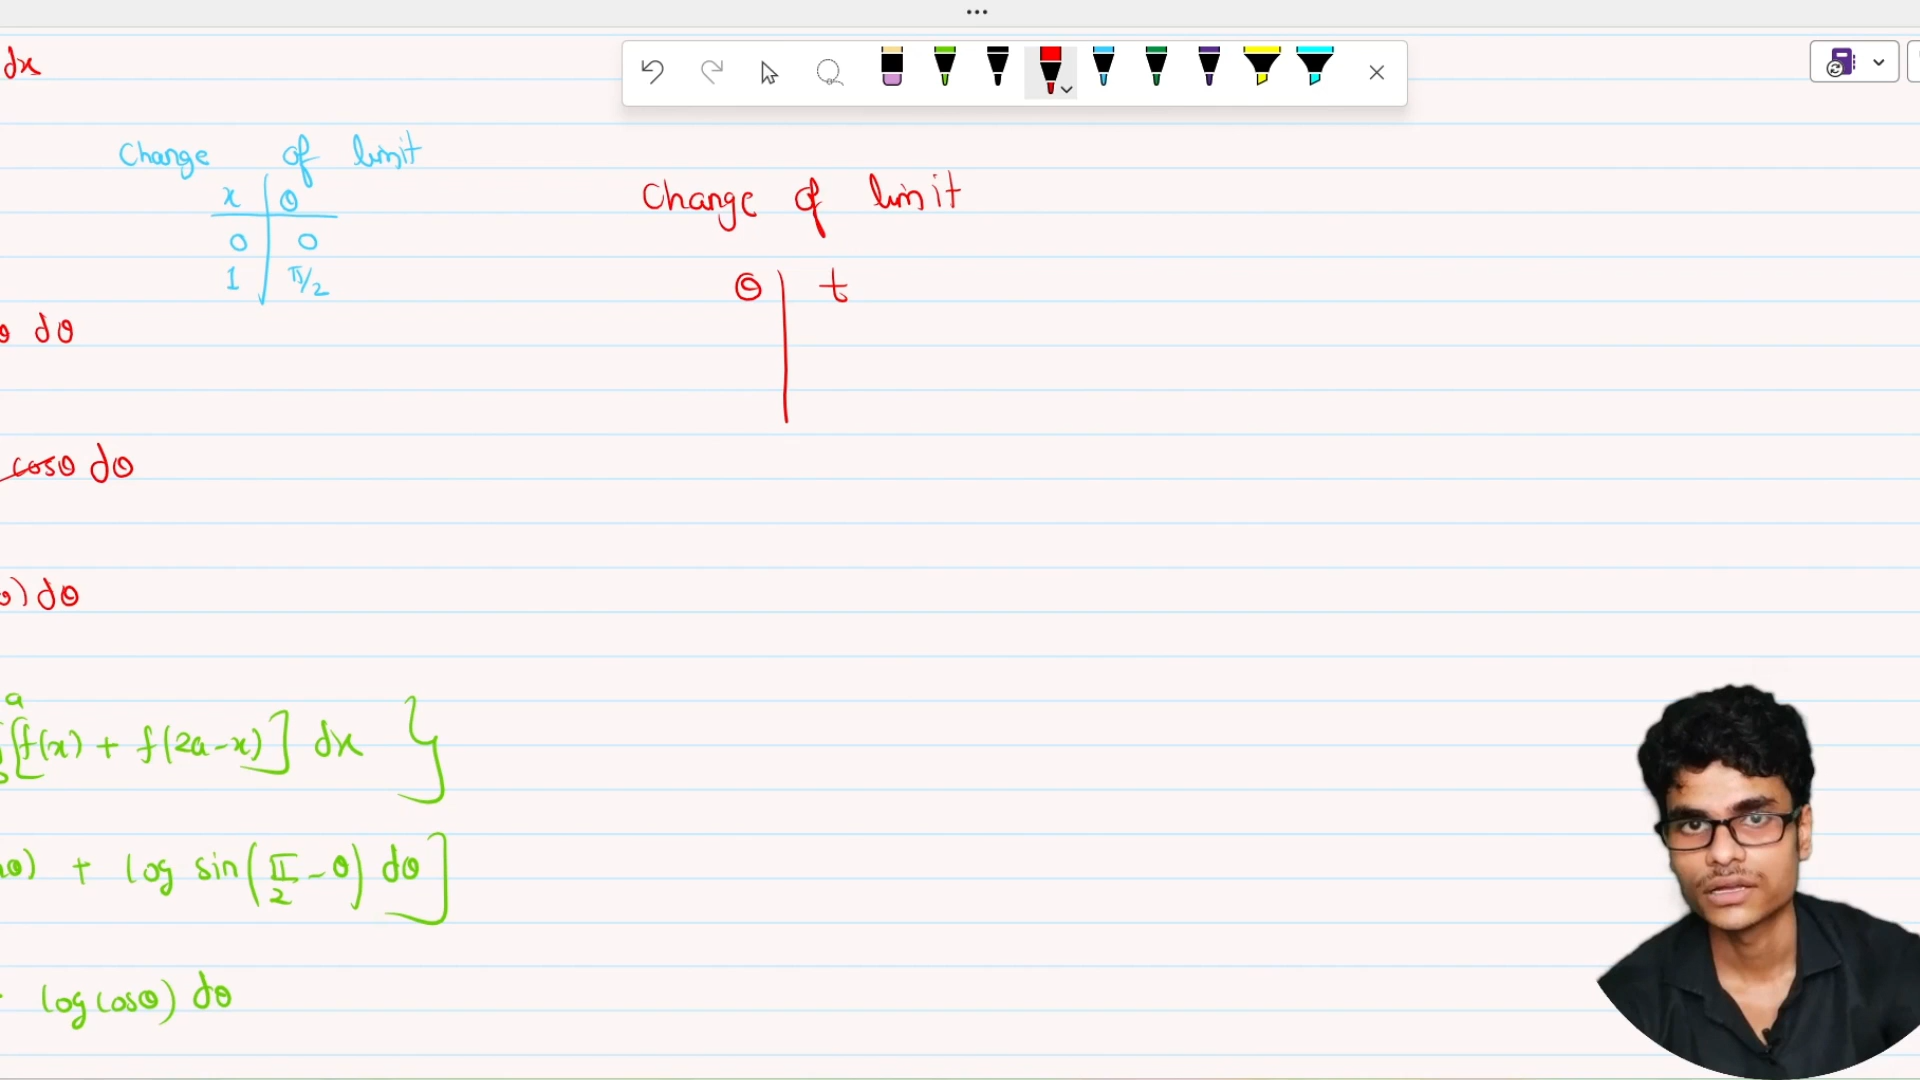 dx
Change of limit
x | θ
0 | 0
1 | π/2
Change of limit
θ | t
θ dθ
cosθ dθ
θ) dθ
a
[f(x) + f(2a-x)] dx }
nθ) + log sin(π/2 - θ) dθ]
log cosθ) dθ